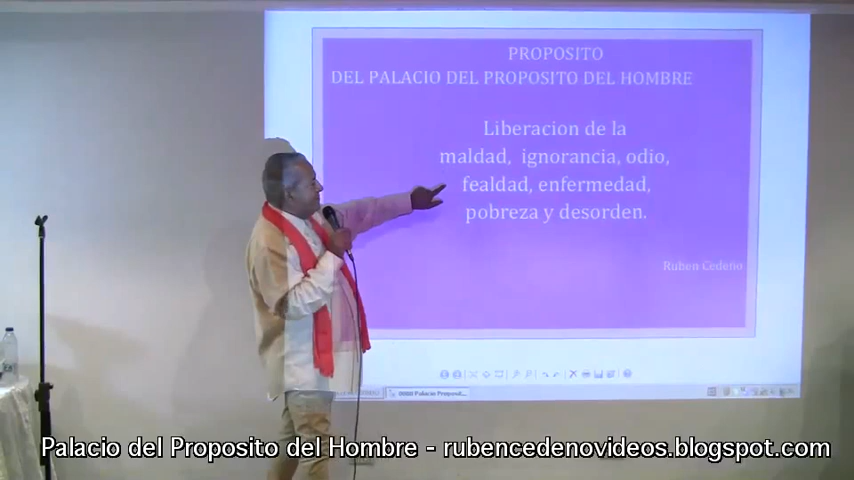 PROPOSITO
DEL PALACIO DEL PROPOSITO DEL HOMBRE
Liberacion de la
maldad, ignorancia, odio,
fealdad, enfermedad,
pobreza y desorden.
Ruben Cedeño
Palacio del Proposito del Hombre - rubencedenovideos.blogspot.com